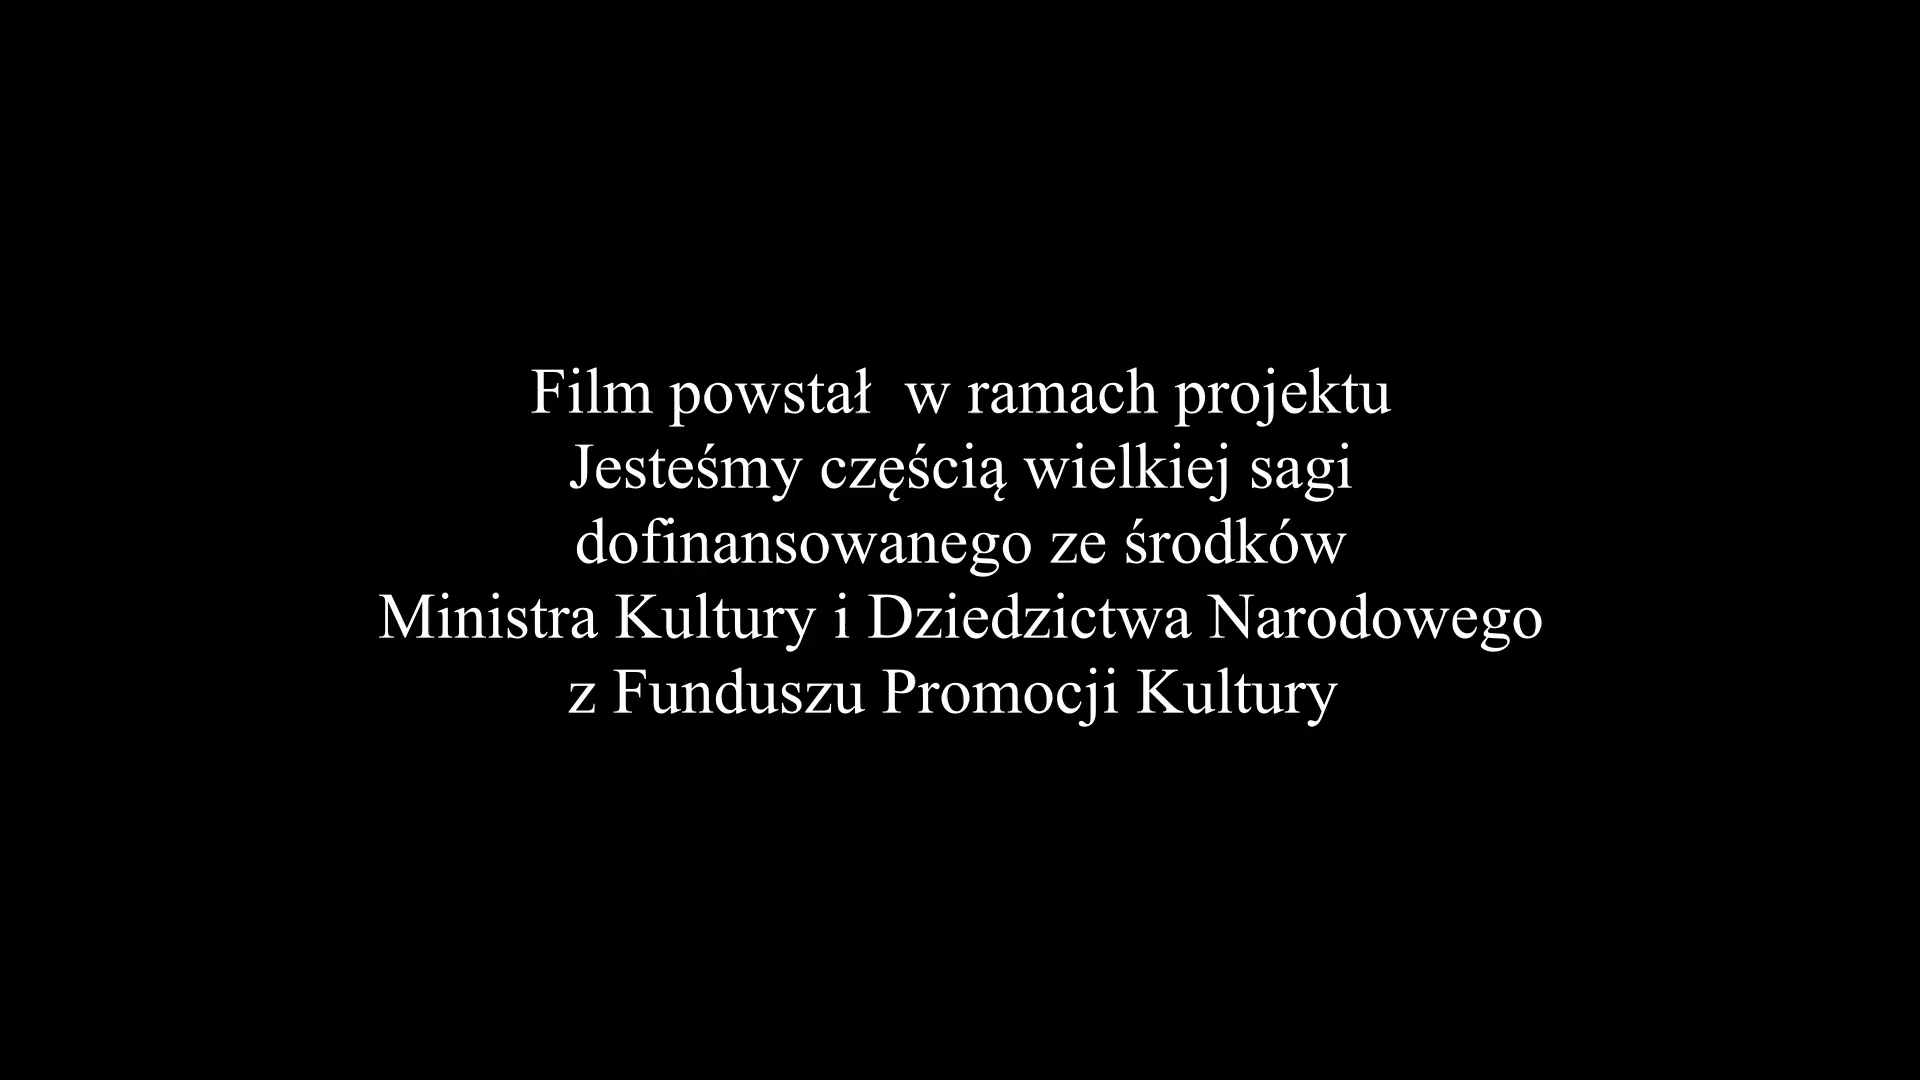 Film powstał  w ramach projektu
Jesteśmy częścią wielkiej sagi
dofinansowanego ze środków
Ministra Kultury i Dziedzictwa Narodowego
z Funduszu Promocji Kultury